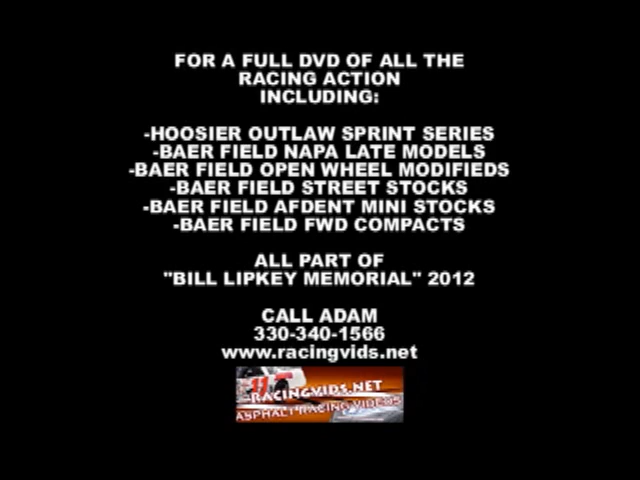 FOR A FULL DVD OF ALL THE
RACING ACTION
INCLUDING:
-HOOSIER OUTLAW SPRINT SERIES
-BAER FIELD NAPA LATE MODELS
-BAER FIELD OPEN WHEEL MODIFIEDS
-BAER FIELD STREET STOCKS
-BAER FIELD AFDENT MINI STOCKS
-BAER FIELD FWD COMPACTS
ALL PART OF
"BILL LIPKEY MEMORIAL" 2012
CALL ADAM
330-340-1566
www.racingvids.net
11
RACINGVIDS.NET
ASPHALT RACING VIDEOS